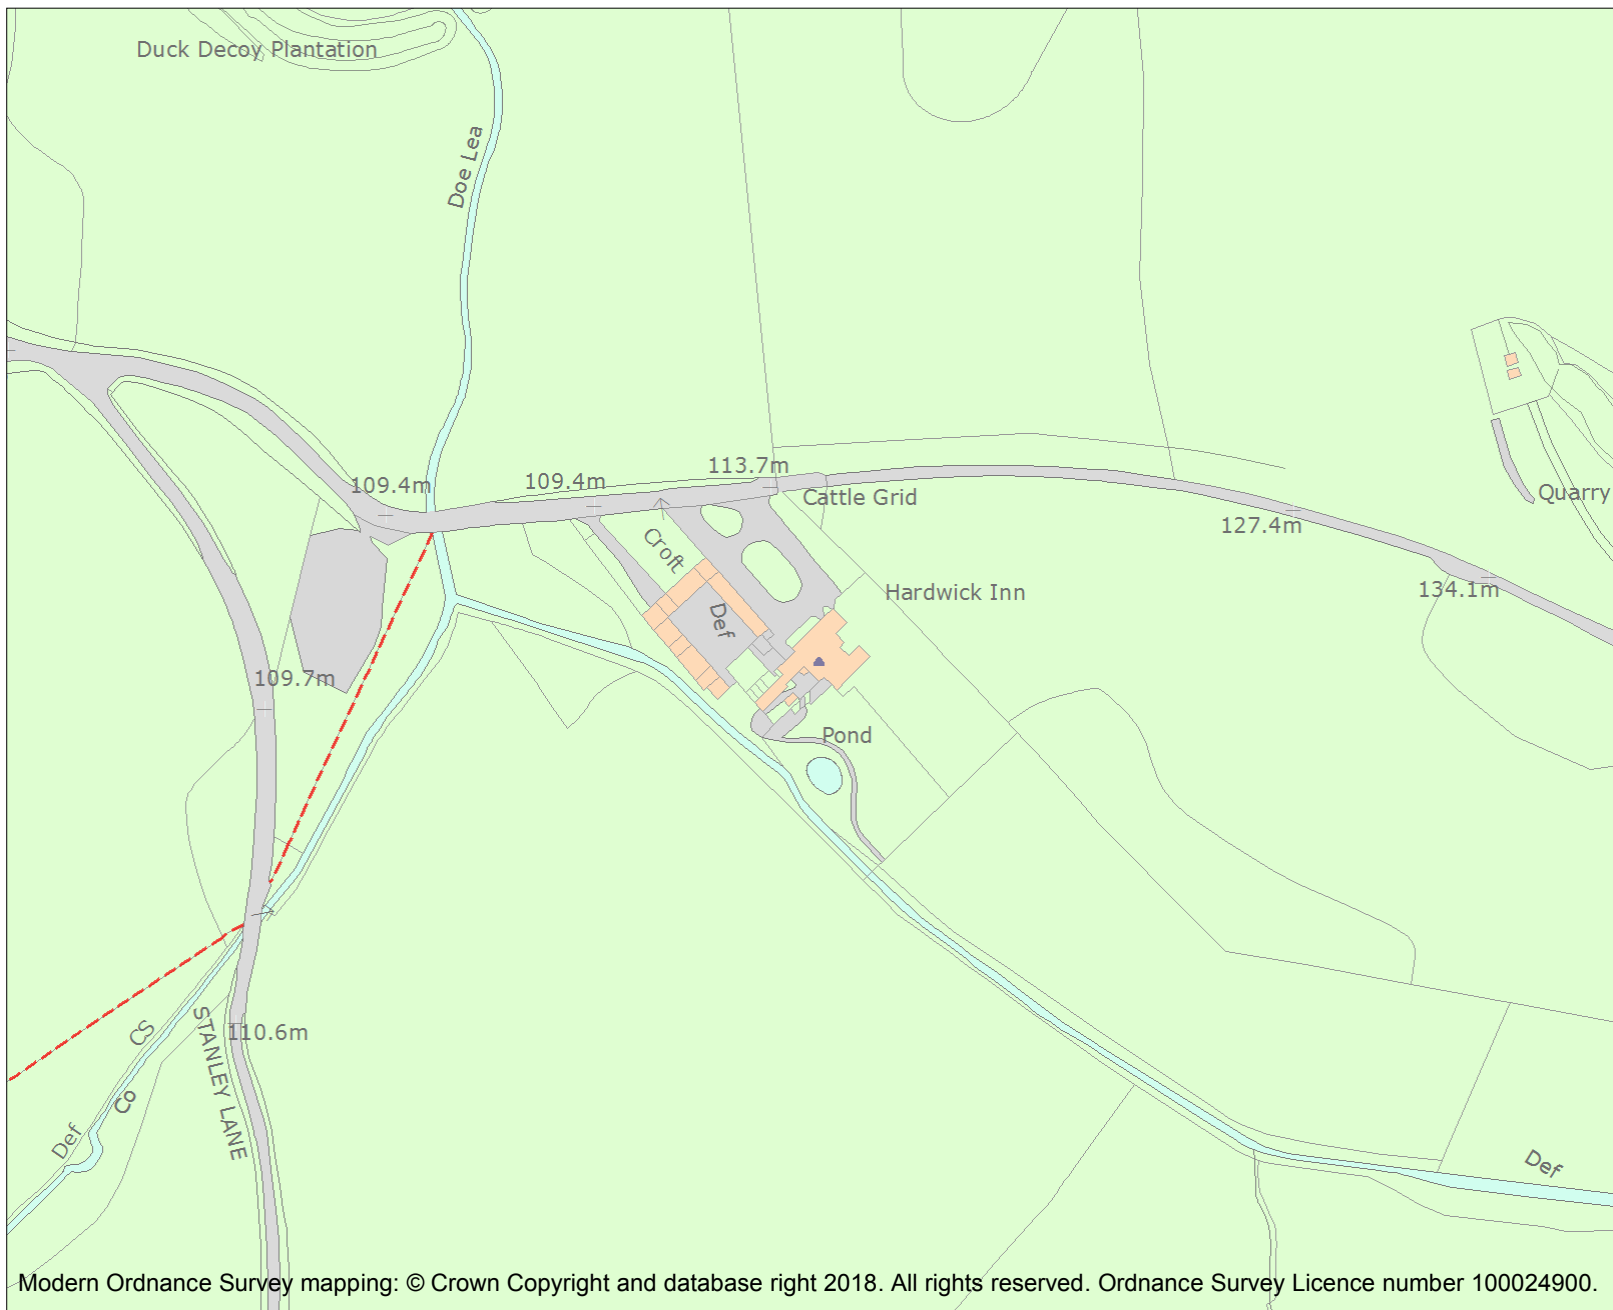 Duck Decoy Plantation
Doe Lea
109.4m
109.4m
113.7m
Cattle Grid
Quarry
127.4m
Croft
134.1m
Hardwick Inn
Def
109.7m
Pond
CS
STANLEY LANE
110.6m
Co
Def
Def
Modern Ordnance Survey mapping: © Crown Copyright and database right 2018. All rights reserved. Ordnance Survey Licence number 100024900.